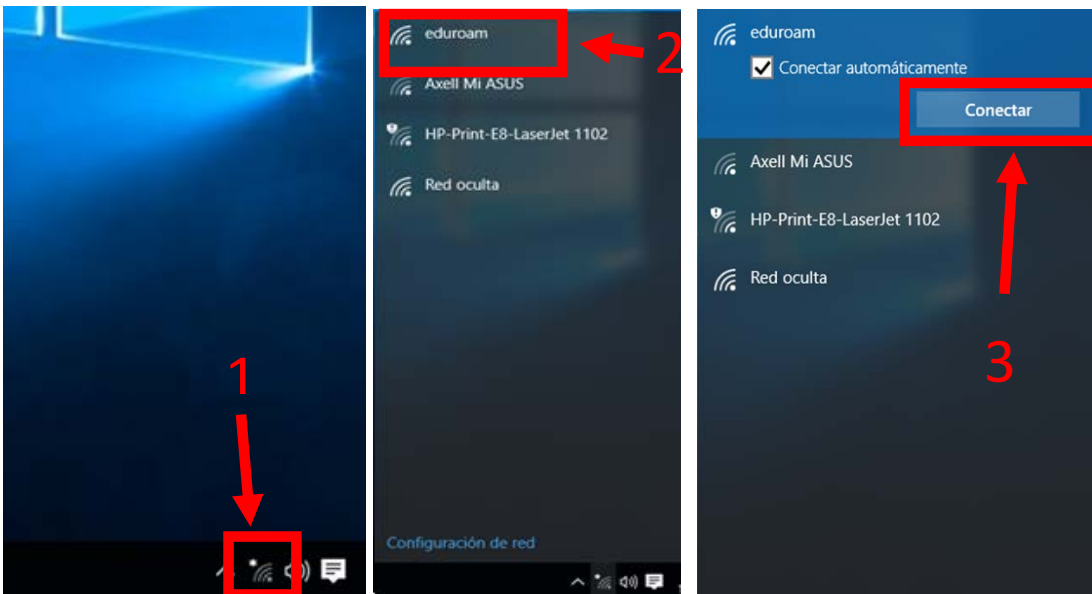 1
eduroam
2
Axell Mi ASUS
HP-Print-E8-LaserJet 1102
Red oculta
Configuración de red
eduroam
Conectar automáticamente
Conectar
Axell Mi ASUS
HP-Print-E8-LaserJet 1102
Red oculta
3